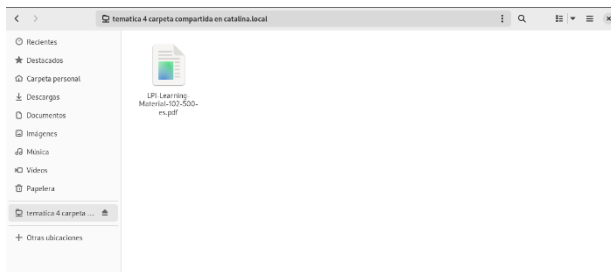 tematica 4 carpeta compartida en catalina.local
Recientes
Destacados
Carpeta personal
Descargas
Documentos
Imágenes
Música
Vídeos
Papelera
tematica 4 carpeta ...
Otras ubicaciones
LPI-Learning-
Material-102-500-
es.pdf